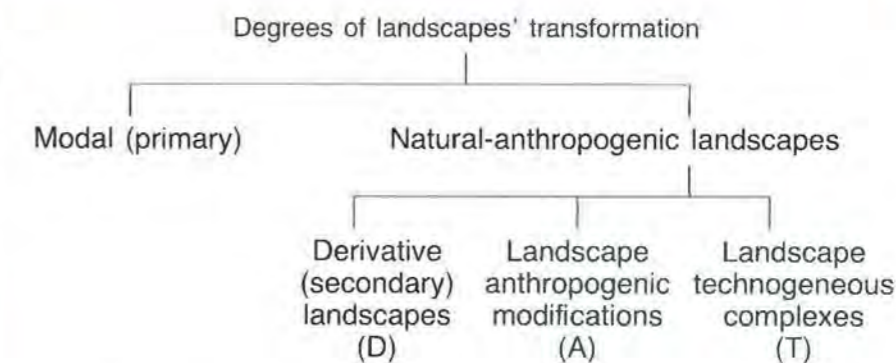 Degrees of landscapes' transformation
Modal (primary)
Natural-anthropogenic landscapes
Derivative
(secondary)
landscapes
(D)
Landscape
anthropogenic
modifications
(A)
Landscape
technogeneous
complexes
(T)